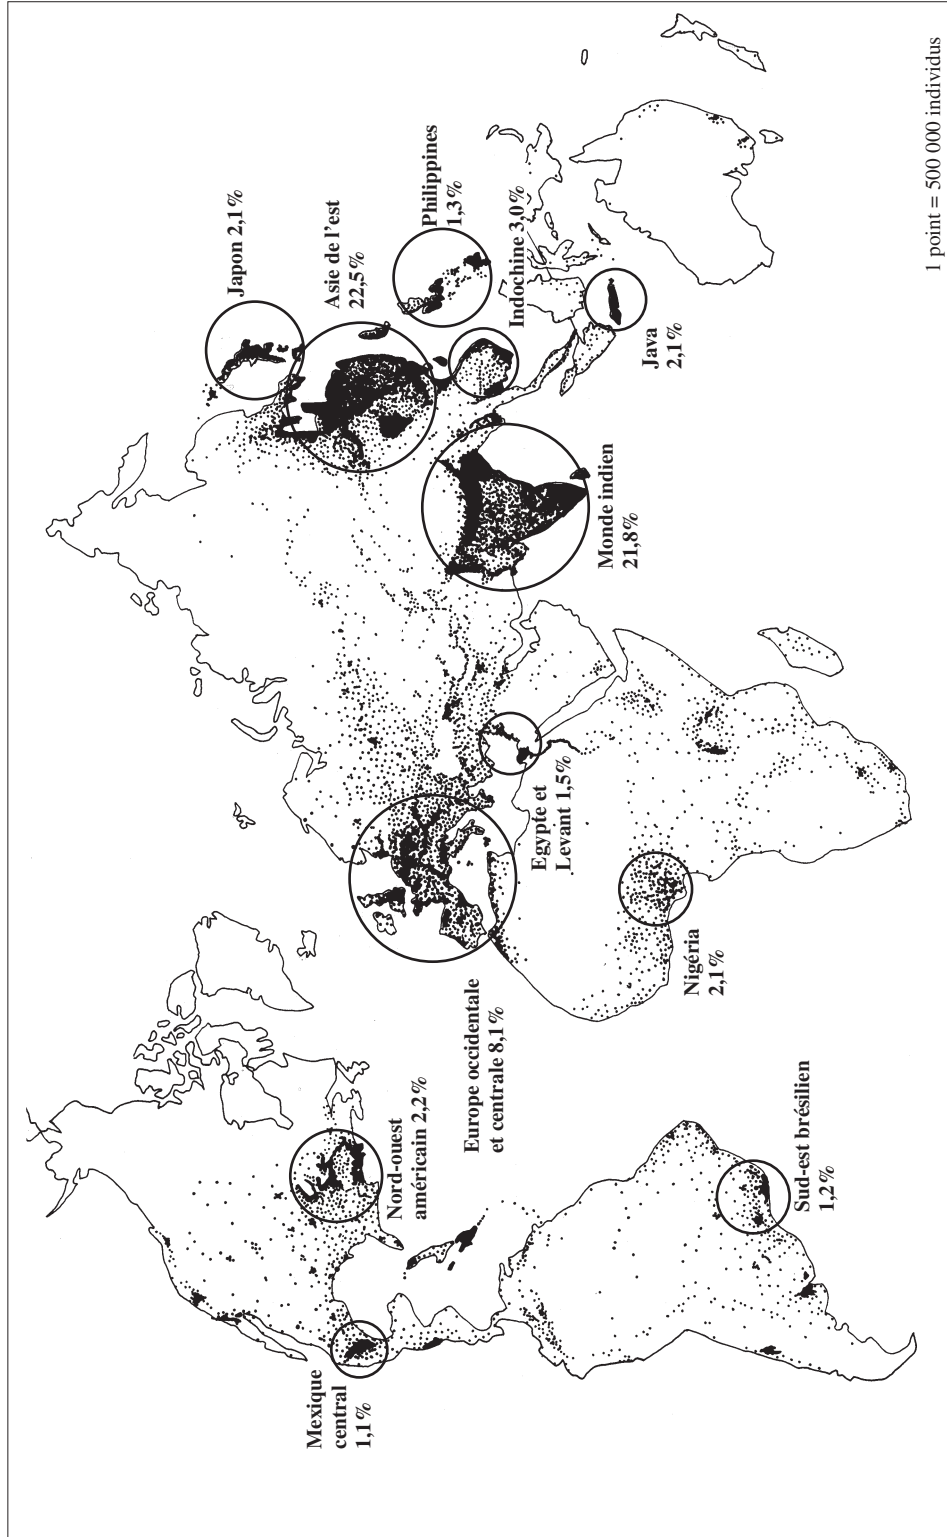 Mexique
central
1,1%
Nord-ouest
américain 2,2%
Sud-est brésilien
1,2%
Europe occidentale
et centrale 8,1%
Nigéria
2,1%
Egypte et
Levant 1,5%
Monde indien
21,8%
Japon 2,1%
Asie de l'est
22,5%
Philippines
1,3%
Indochine 3,0%
Java
2,1%
1 point = 500 000 individus